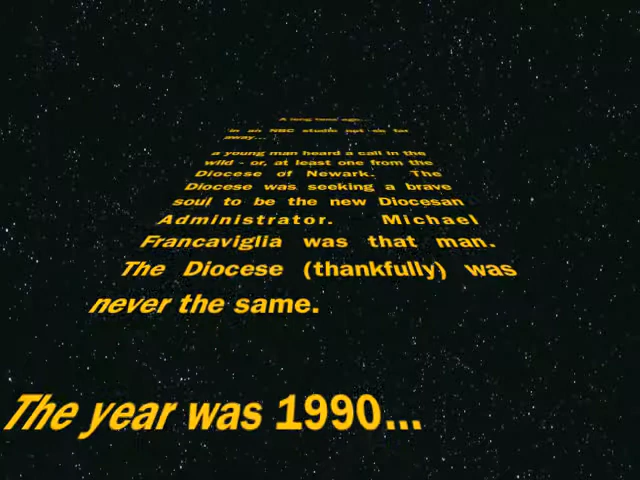 A long time ago...
in an NBC studio not so far
away...
a young man heard a call in the
wild - or, at least one from the
Diocese of Newark. The
Diocese was seeking a brave
soul to be the new Diocesan
Administrator. Michael
Francaviglia was that man.
The Diocese (thankfully) was
never the same.
The year was 1990...